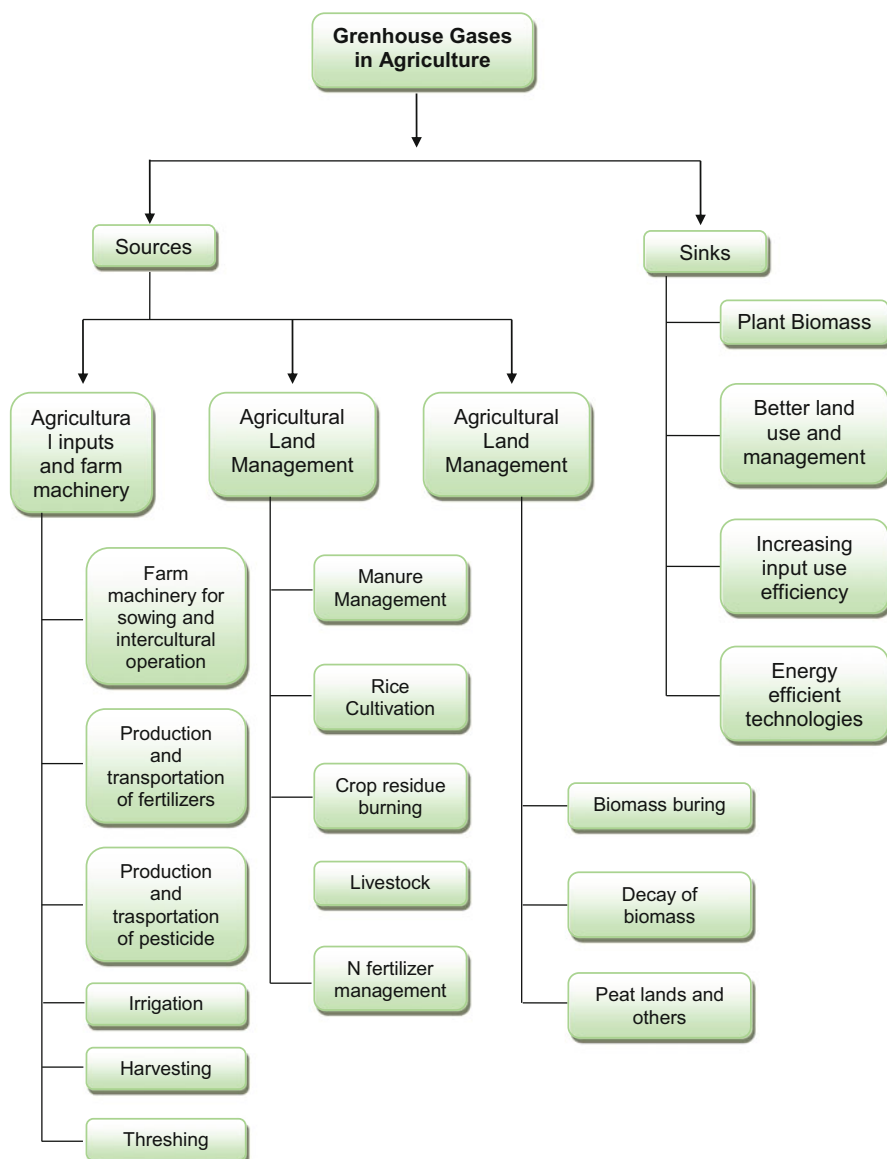 Grenhouse Gases
in Agriculture
Sources
Sinks
Plant Biomass
Better land
use and
management
Increasing
input use
efficiency
Energy
efficient
technologies
Agricultura
l inputs
and farm
machinery
Farm
machinery for
sowing and
intercultural
operation
Production
and
transportation
of fertilizers
Production
and
trasportation
of pesticide
Irrigation
Harvesting
Threshing
Agricultural
Land
Management
Manure
Management
Rice
Cultivation
Crop residue
burning
Livestock
N fertilizer
management
Agricultural
Land
Management
Biomass buring
Decay of
biomass
Peat lands and
others